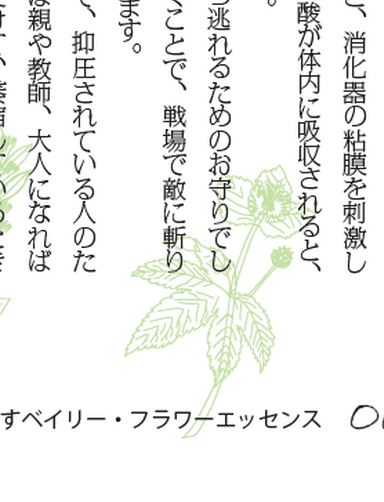 、消化器の粘膜を刺激し
酸が体内に吸収されると、
。
逃れるためのお守りでし
ことで、戦場で敵に斬り
ます。
、抑圧されている人のた
親や教師、大人になれば
すベイリー・フラワーエッセンス